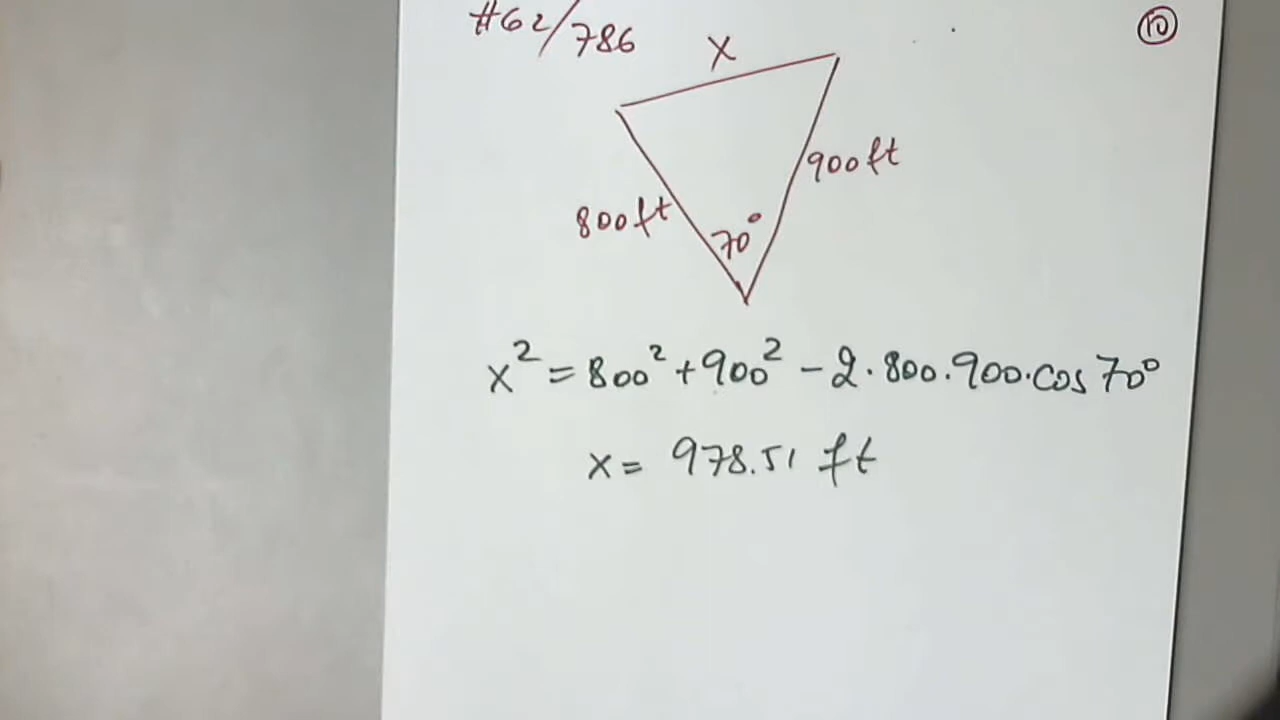 #62/786
⑩
x
900ft
800ft
70°
x² = 800² + 900² - 2·800·900·cos 70°
x = 978.51 ft